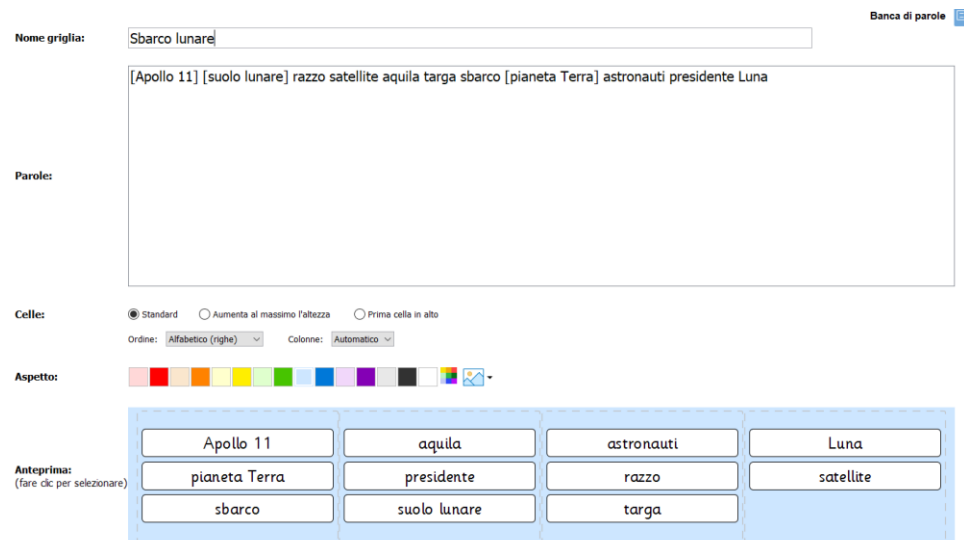 Banca di parole
Nome griglia: Sbarco lunare
Parole: [Apollo 11] [suolo lunare] razzo satellite aquila targa sbarco [pianeta Terra] astronauti presidente Luna
Celle: Standard Aumenta al massimo l'altezza Prima cella in alto
Ordine: Alfabetico (righe) Colonne: Automatico
Aspetto:
Anteprima:
(fare clic per selezionare)
Apollo 11 aquila astronauti Luna
pianeta Terra presidente razzo satellite
sbarco suolo lunare targa